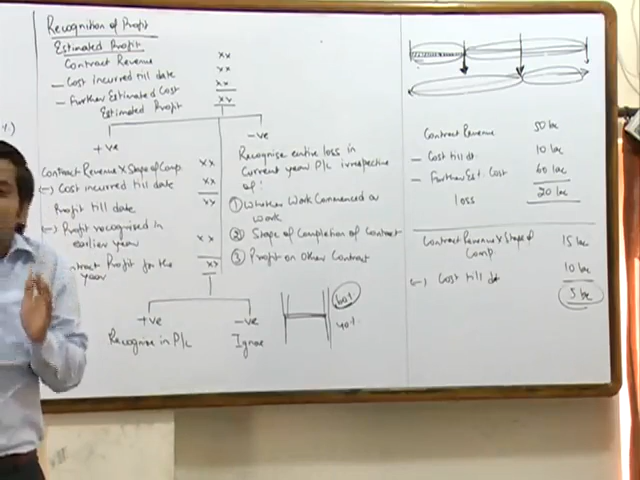 Recognition of Profit
Estimated Profit
Contract Revenue xx
- Cost incurred till date xx
- Further Estimated Cost xx
Estimated Profit xx
+ve
Contract Revenue x Stage of Comp. xx
(-) Cost incurred till date xx
Profit till date xx
(-) Profit recognised in
earlier year xx
Profit for the xx
year
+ve
Recognise in P/L
-ve
Ignore
-ve
Recognise entire loss in
Current year P/L irrespective
of:
① Whether Work Commenced or
Work
② Stage of Completion of Contract
③ Profit on Other Contract
60%
40%
Contract Revenue 50 lac
- Cost till dt. 10 lac
- Further Est. Cost 60 lac
loss 20 lac
Contract Revenue x Stage of 15 lac
Comp.
(-) Cost till dt 10 lac
5 lac